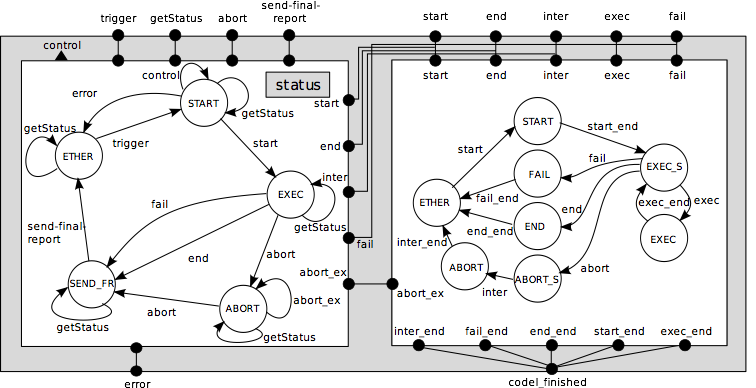 trigger
getStatus
abort
send-final-
report
start
end
inter
exec
fail
control
start
end
inter
exec
fail
status
control
START
getStatus
error
start
trigger
getStatus
ETHER
start
end
inter
fail
abort_ex
EXEC
getStatus
fail
end
send-final-
report
abort
SEND_FR
getStatus
abort
ABORT
abort_ex
getStatus
error
START
start_end
start
fail
FAIL
EXEC_S
exec
exec_end
EXEC
ETHER
fail_end
end
END
end_end
inter_end
ABORT
inter
ABORT_S
abort
abort_ex
inter_end
fail_end
end_end
start_end
exec_end
codel_finished